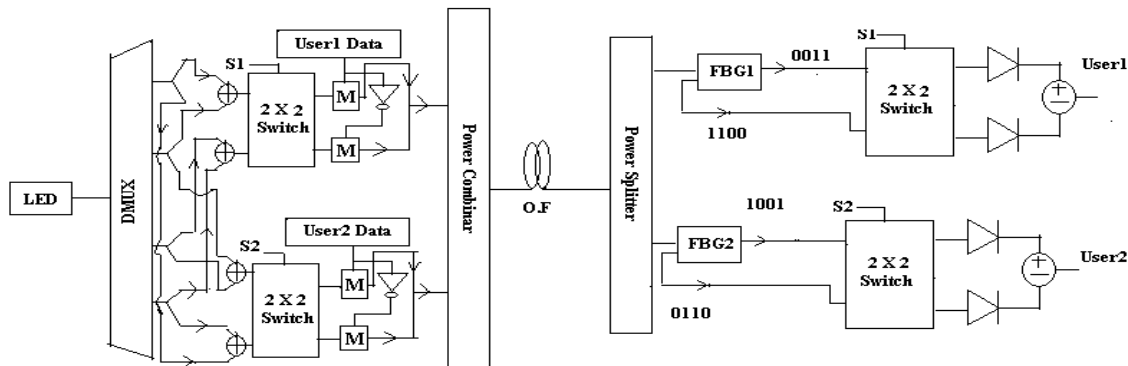 LED
DMUX
S1
User1 Data
2 X 2
Switch
M
M
S2
User2 Data
2 X 2
Switch
M
M
Power Combinar
O.F
Power Splitter
FBG1
0011
1100
S1
2 X 2
Switch
User1
FBG2
1001
0110
S2
2 X 2
Switch
User2